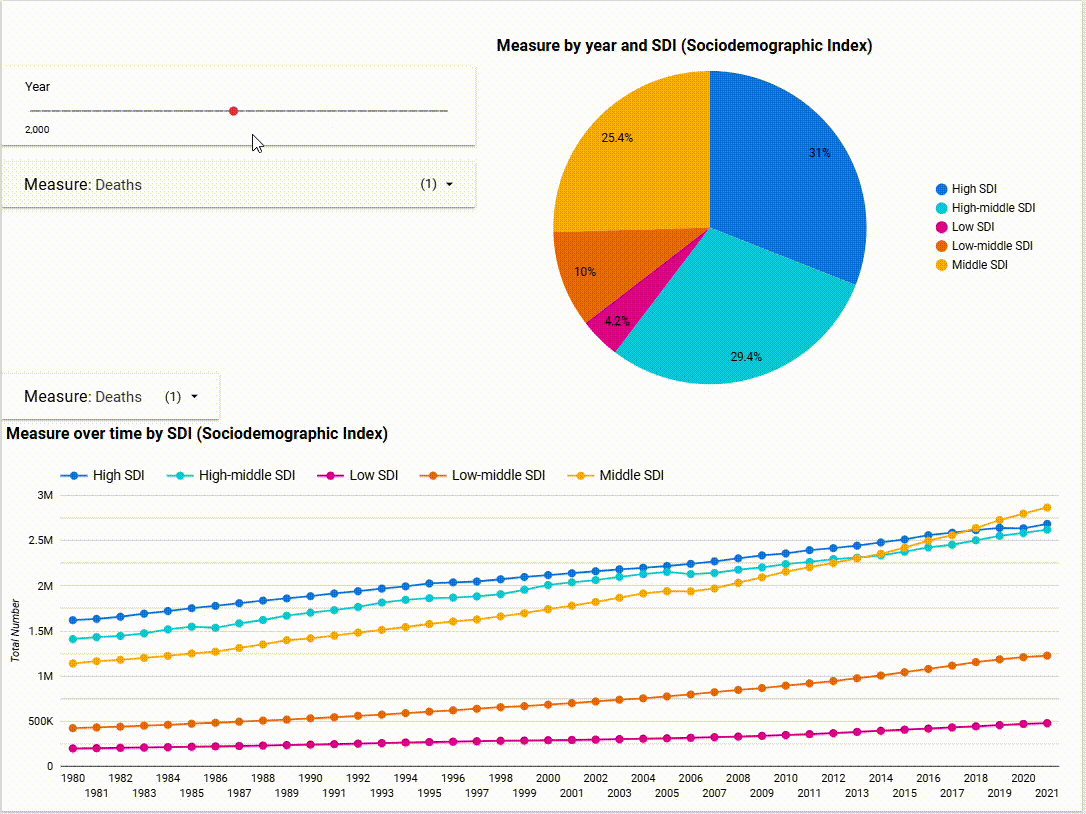 Measure by year and SDI (Sociodemographic Index)
Year
2,000
Measure: Deaths (1)
25.4%
31%
10%
4.2%
29.4%
High SDI
High-middle SDI
Low SDI
Low-middle SDI
Middle SDI
Measure: Deaths (1)
Measure over time by SDI (Sociodemographic Index)
High SDI High-middle SDI Low SDI Low-middle SDI Middle SDI
3M
2.5M
2M
1.5M
1M
500K
0
Total Number
1980 1982 1984 1986 1988 1990 1992 1994 1996 1998 2000 2002 2004 2006 2008 2010 2012 2014 2016 2018 2020
1981 1983 1985 1987 1989 1991 1993 1995 1997 1999 2001 2003 2005 2007 2009 2011 2013 2015 2017 2019 2021